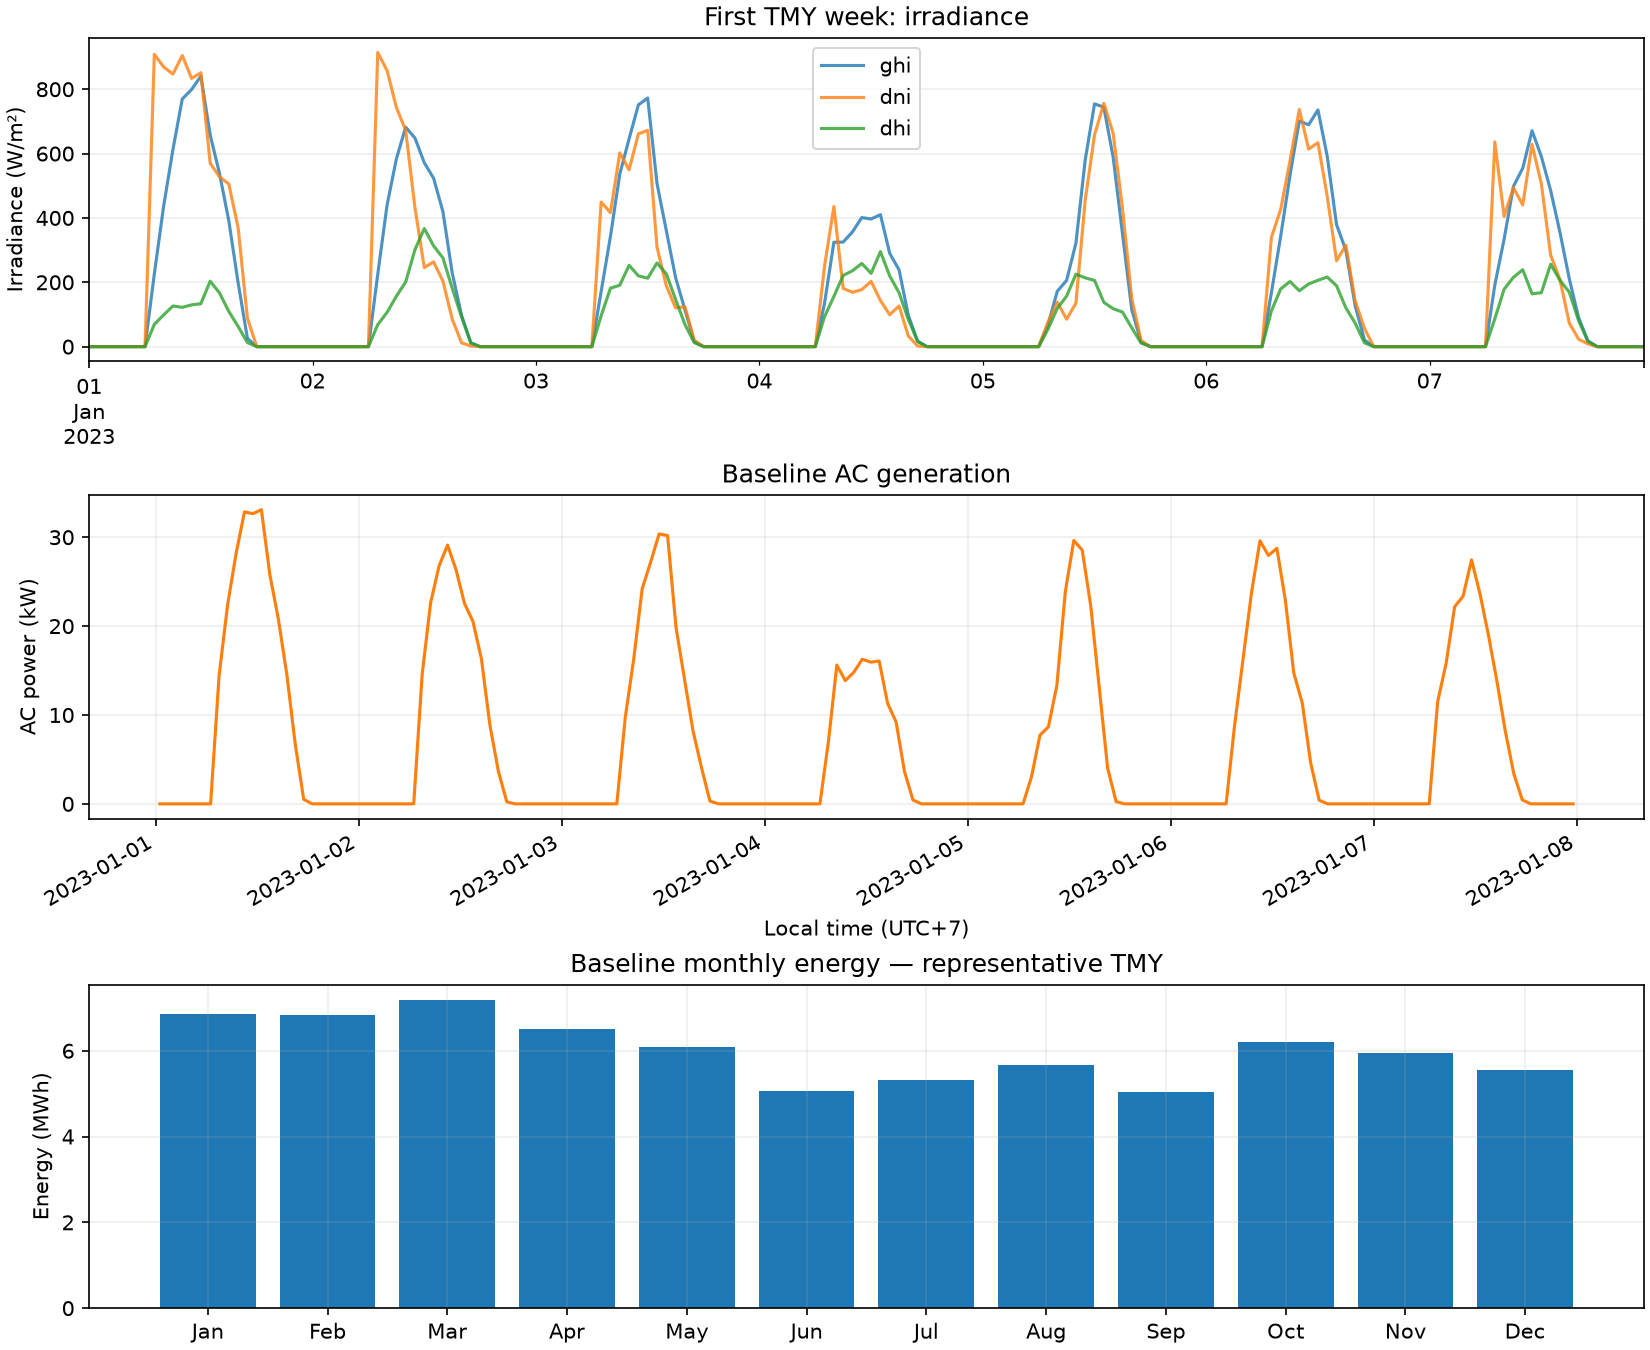 First TMY week: irradiance
Irradiance (W/m²)
800
600
400
200
0
ghi
dni
dhi
01
Jan
2023
02
03
04
05
06
07
Baseline AC generation
AC power (kW)
30
20
10
0
2023-01-01
2023-01-02
2023-01-03
2023-01-04
2023-01-05
2023-01-06
2023-01-07
2023-01-08
Local time (UTC+7)
Baseline monthly energy — representative TMY
Energy (MWh)
6
4
2
0
Jan
Feb
Mar
Apr
May
Jun
Jul
Aug
Sep
Oct
Nov
Dec